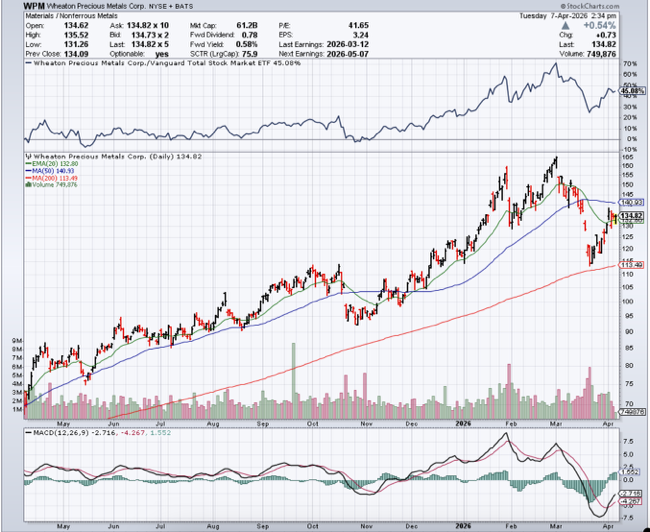 WPM Wheaton Precious Metals Corp. NYSE + BATS
© StockCharts.com
Materials / Nonferrous Metals
Tuesday 7-Apr-2026 2:34 pm
Open: 134.62 Ask: 134.82 x 10 Mkt Cap: 61.2B P/E: 41.65 +0.54%
High: 135.52 Bid: 134.73 x 2 Fwd Dividend: 0.78 EPS: 3.24 Chg: +0.73
Low: 131.26 Last: 134.82 x 5 Fwd Yield: 0.58% Last Earnings: 2026-03-12 Last: 134.82
Prev Close: 134.09 Optionable: yes SCTR (LrgCap): 75.9 Next Earnings: 2026-05-07 Volume: 749,876
Wheaton Precious Metals Corp./Vanguard Total Stock Market ETF 45.08%
70%
60%
50%
45.08%
30%
20%
10%
0%
-10%
Wheaton Precious Metals Corp. (Daily) 134.82
EMA(20) 132.80
MA(50) 140.93
MA(200) 113.49
Volume 749,876
165
160
155
150
145
140.93
134.82
130
125
120
113.49
110
105
100
95
90
85
80
75
70
9M
8M
7M
6M
5M
4M
3M
2M
1M
749876
May Jun Jul Aug Sep Oct Nov Dec 2026 Feb Mar Apr
MACD(12,26,9) -2.716, -4.267, 1.552
7.5
5.0
2.5
1.552
0.0
-2.716
-4.267
-7.5
May Jun Jul Aug Sep Oct Nov Dec 2026 Feb Mar Apr